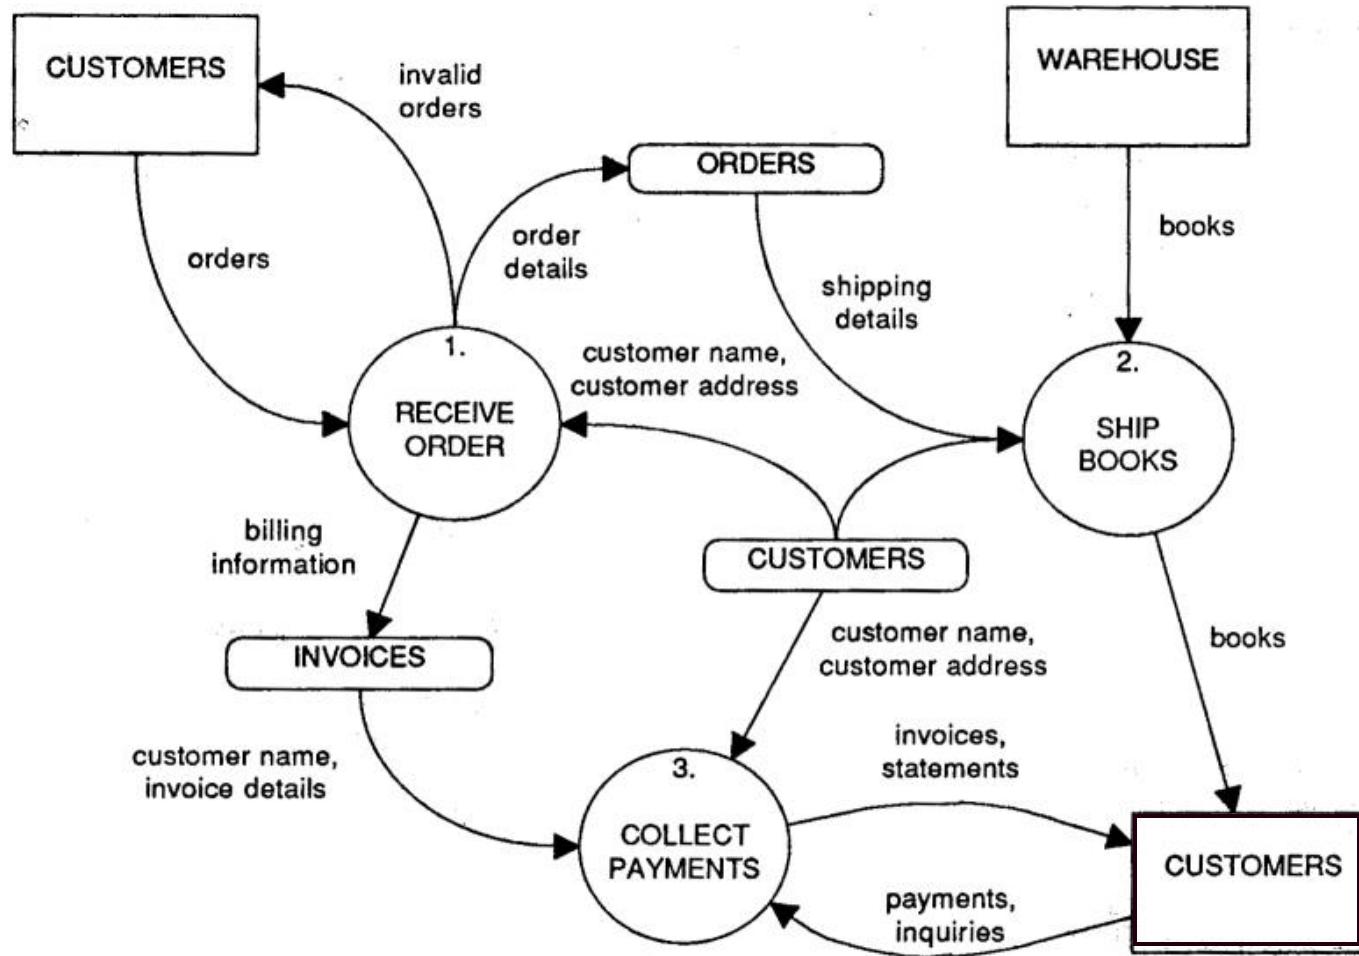 CUSTOMERS
invalid
orders
WAREHOUSE
ORDERS
orders
order
details
books
shipping
details
1.
RECEIVE
ORDER
customer name,
customer address
2.
SHIP
BOOKS
billing
information
CUSTOMERS
INVOICES
customer name,
customer address
books
customer name,
invoice details
3.
COLLECT
PAYMENTS
invoices,
statements
CUSTOMERS
payments,
inquiries